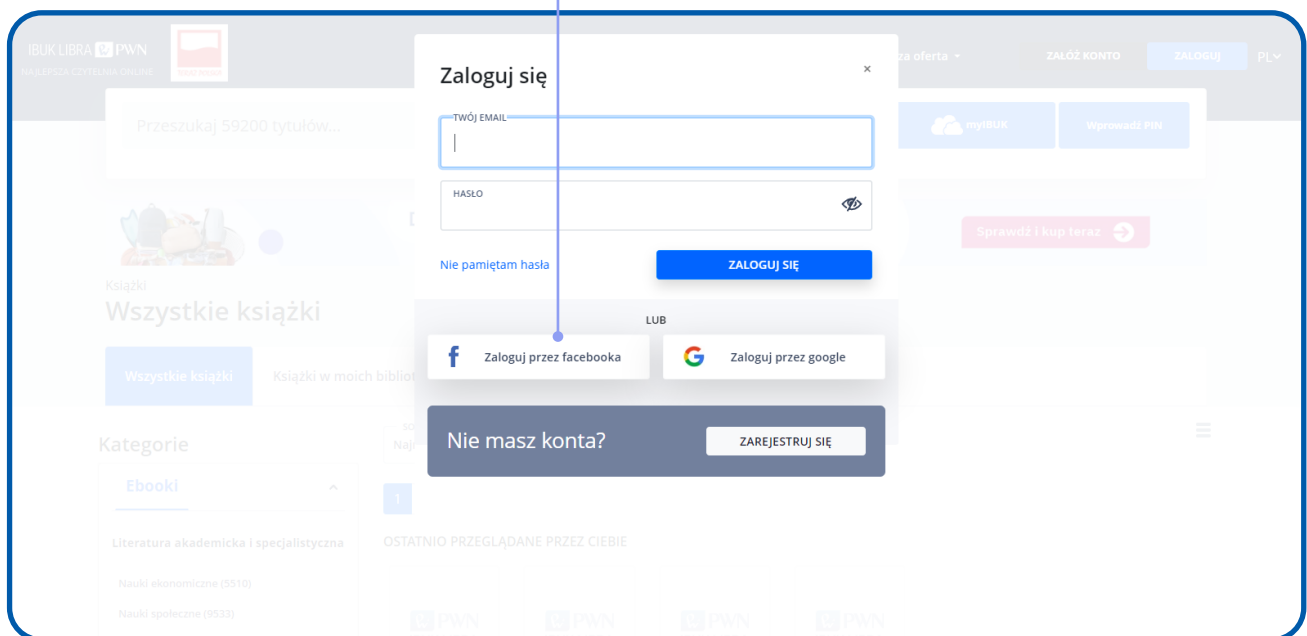 IBUK LIBRA PWN
NAJLEPSZA CZYTELNIA ONLINE
za oferta
ZAŁÓŻ KONTO
ZALOGUJ
PL
Przeszukaj 59200 tytułów...
myIBUK
Wprowadź PIN
Zaloguj się
×
TWÓJ EMAIL
HASŁO
Nie pamiętam hasła
ZALOGUJ SIĘ
Sprawdź i kup teraz
Książki
Wszystkie książki
LUB
f Zaloguj przez facebooka
G Zaloguj przez google
Wszystkie książki
Książki w moich bibliot
Nie masz konta?
ZAREJESTRUJ SIĘ
Kategorie
Ebooki
1
Literatura akademicka i specjalistyczna
OSTATNIO PRZEGLĄDANE PRZEZ CIEBIE
Nauki ekonomiczne (5510)
Nauki społeczne (9533)
PWN
PWN
PWN
PWN